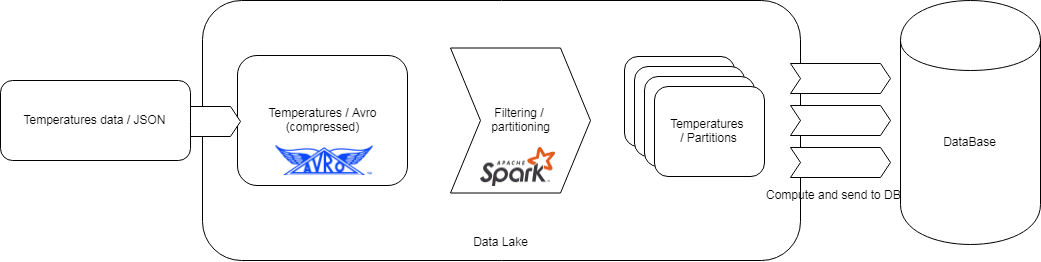 Temperatures data / JSON
Temperatures / Avro
(compressed)
AVRO
Filtering /
partitioning
APACHE
Spark
Temperatures
/ Partitions
Compute and send to DB
DataBase
Data Lake